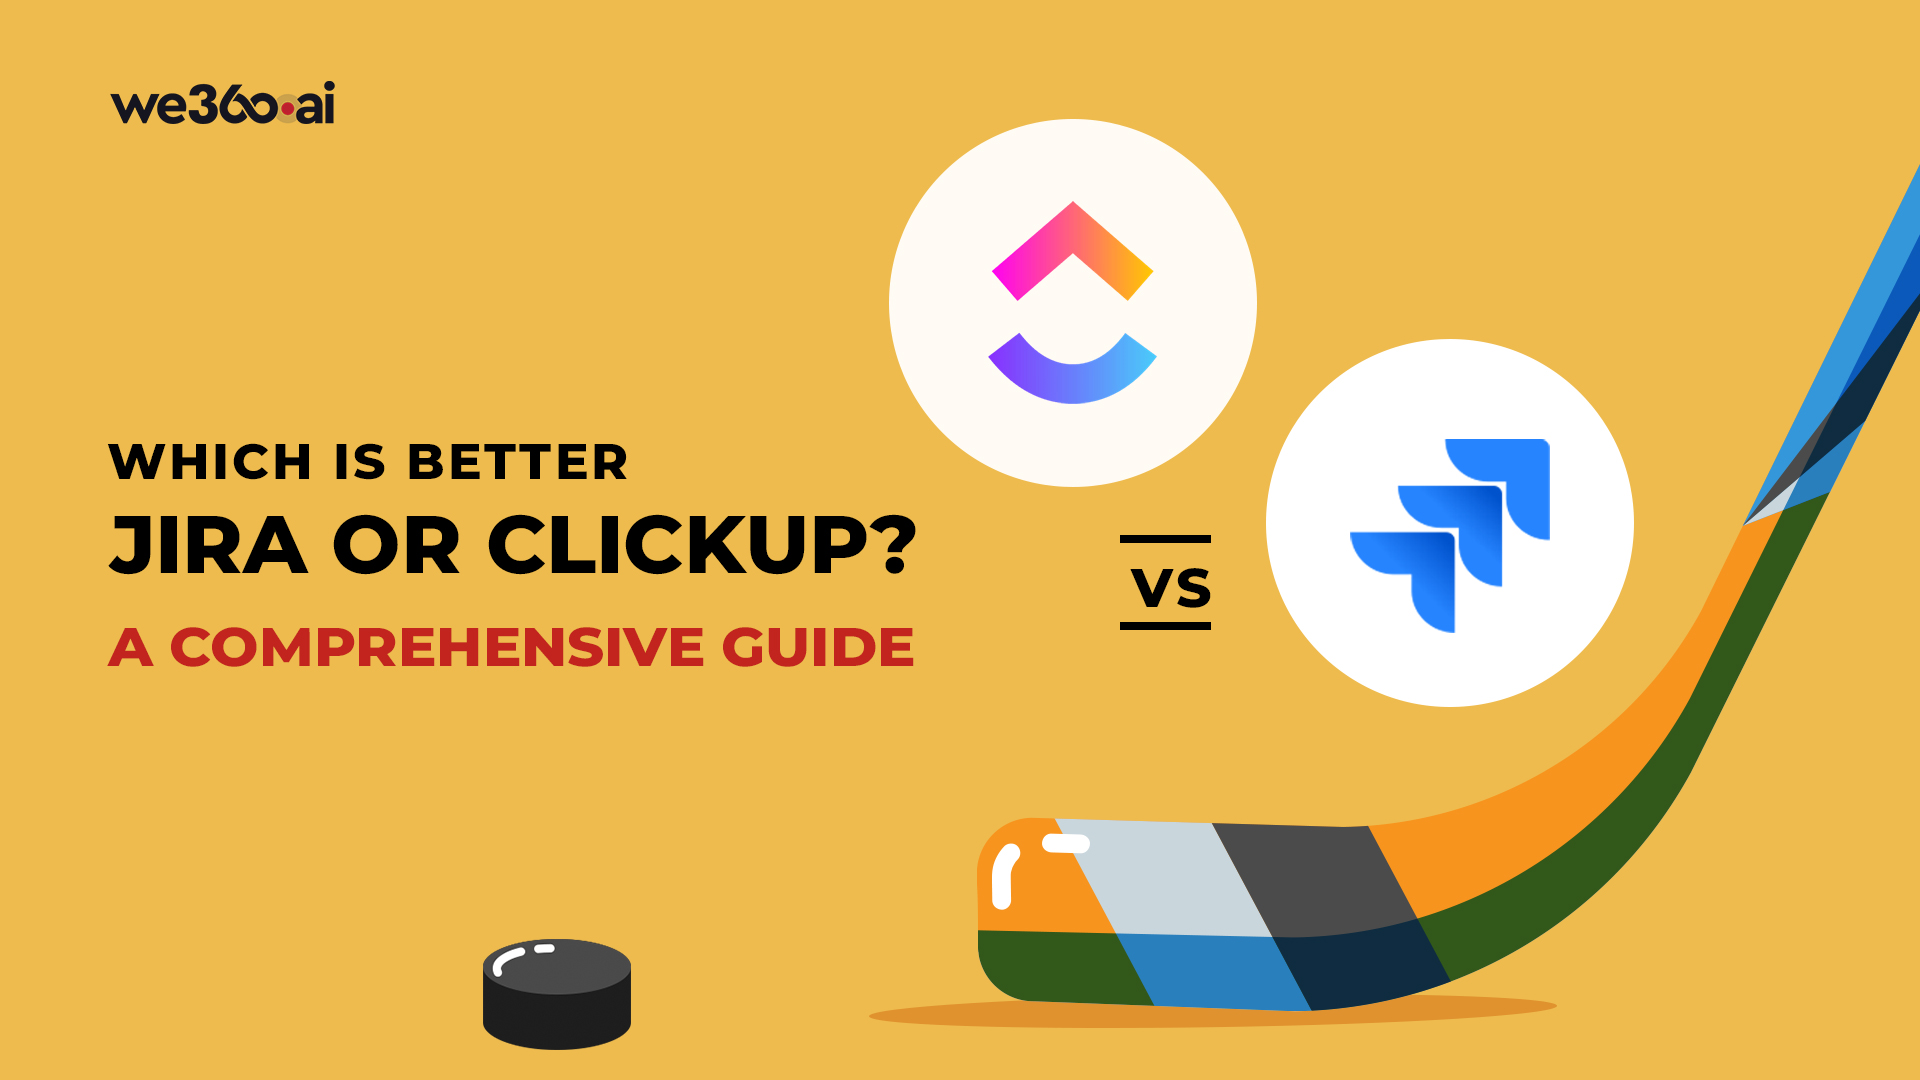 we360.ai
WHICH IS BETTER
JIRA OR CLICKUP?
A COMPREHENSIVE GUIDE
VS